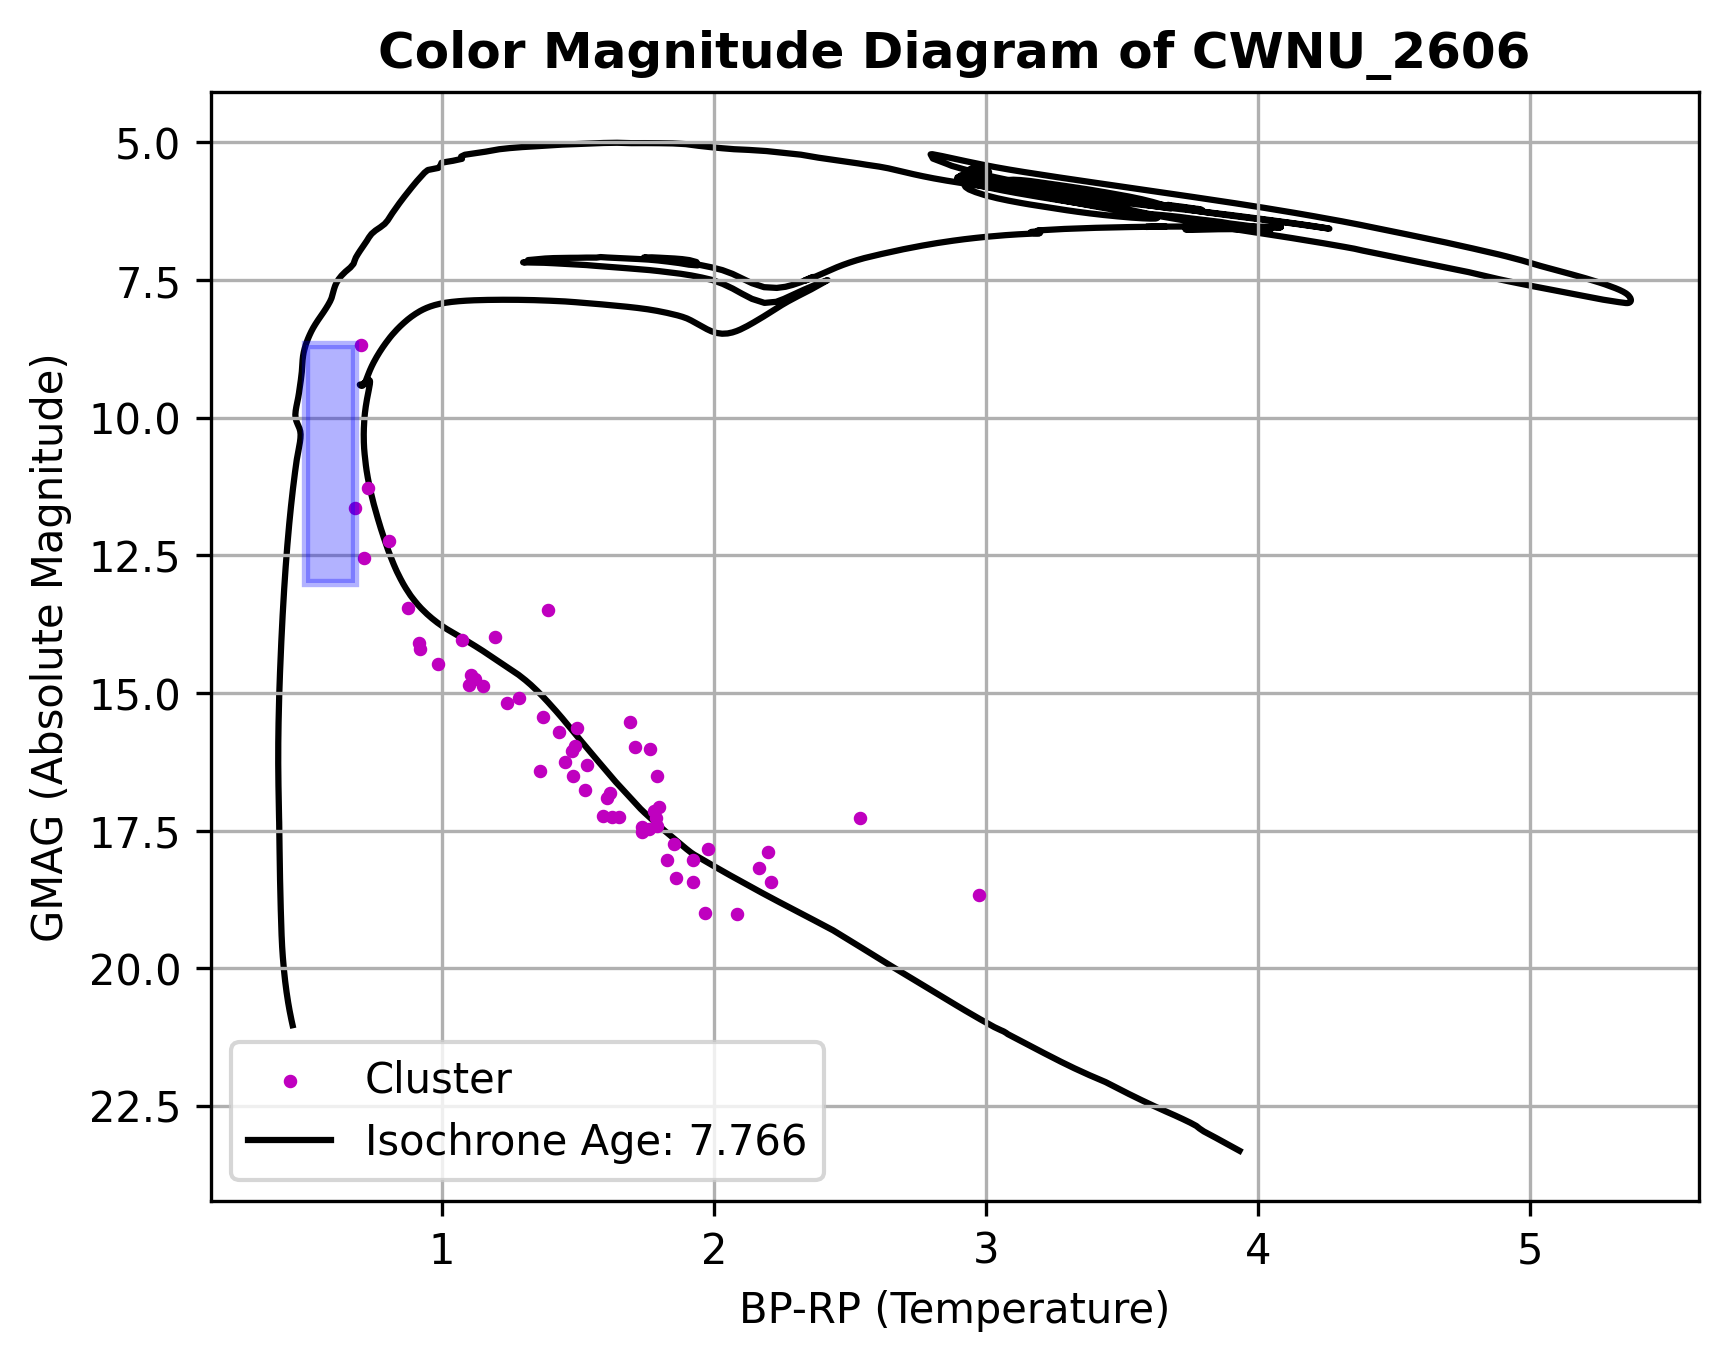 Color Magnitude Diagram of CWNU_2606
GMAG (Absolute Magnitude)
5.0
7.5
10.0
12.5
15.0
17.5
20.0
22.5
Cluster
Isochrone Age: 7.766
1 2 3 4 5
BP-RP (Temperature)